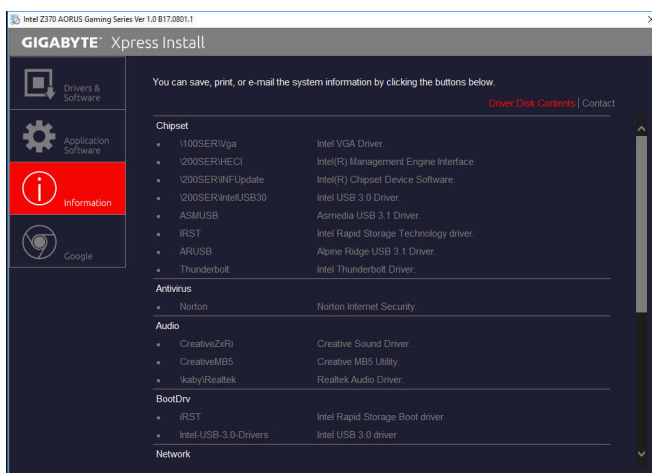 Intel Z370 AORUS Gaming Series Ver 1.0 B17.0801.1
GIGABYTE™ Xpress Install
Drivers &
Software
Application
Software
Information
Google
You can save, print, or e-mail the system information by clicking the buttons below.
Driver Disk Contents | Contact
Chipset
\100SER\Vga Intel VGA Driver.
\200SER\HECI Intel(R) Management Engine Interface.
\200SER\INFUpdate Intel(R) Chipset Device Software.
\200SER\IntelUSB30 Intel USB 3.0 Driver.
ASMUSB Asmedia USB 3.1 Driver.
IRST Intel Rapid Storage Technology driver.
ARUSB Alpine Ridge USB 3.1 Driver.
Thunderbolt Intel Thunderbolt Driver.
Antivirus
Norton Norton Internet Security.
Audio
CreativeZxRi Creative Sound Driver.
CreativeMB5 Creative MB5 Utility.
\kaby\Realtek Realtek Audio Driver.
BootDrv
iRST Intel Rapid Storage Boot driver
Intel-USB-3.0-Drivers Intel USB 3.0 driver
Network